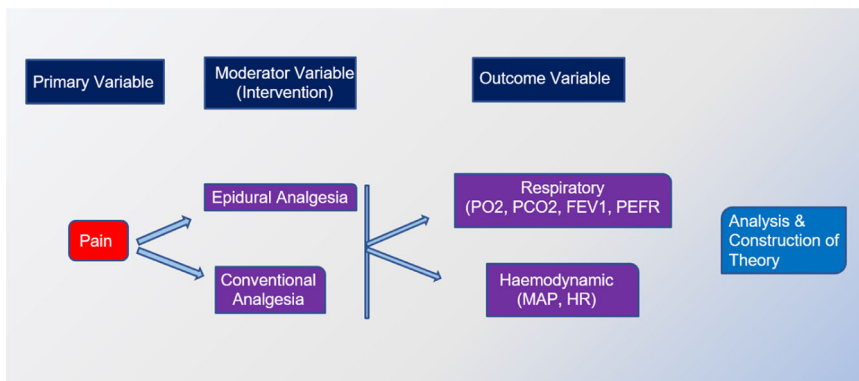 Primary Variable
Moderator Variable
(Intervention)
Outcome Variable
Pain
Epidural Analgesia
Conventional
Analgesia
Respiratory
(PO2, PCO2, FEV1, PEFR
Haemodynamic
(MAP, HR)
Analysis &
Construction of
Theory